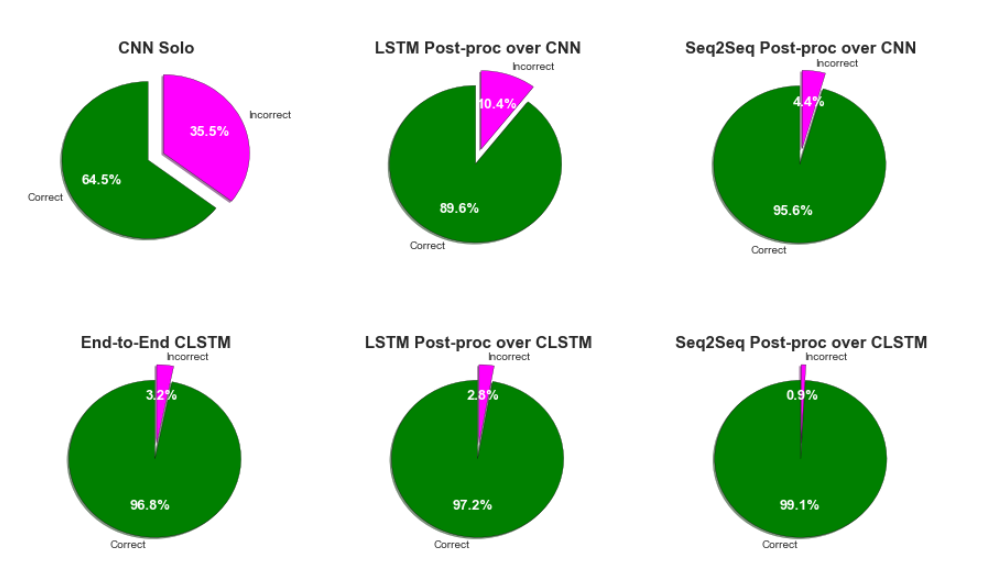 CNN Solo
Incorrect
35.5%
64.5%
Correct
LSTM Post-proc over CNN
Incorrect
10.4%
89.6%
Correct
Seq2Seq Post-proc over CNN
Incorrect
4.4%
95.6%
Correct
End-to-End CLSTM
Incorrect
3.2%
96.8%
Correct
LSTM Post-proc over CLSTM
Incorrect
2.8%
97.2%
Correct
Seq2Seq Post-proc over CLSTM
Incorrect
0.9%
99.1%
Correct